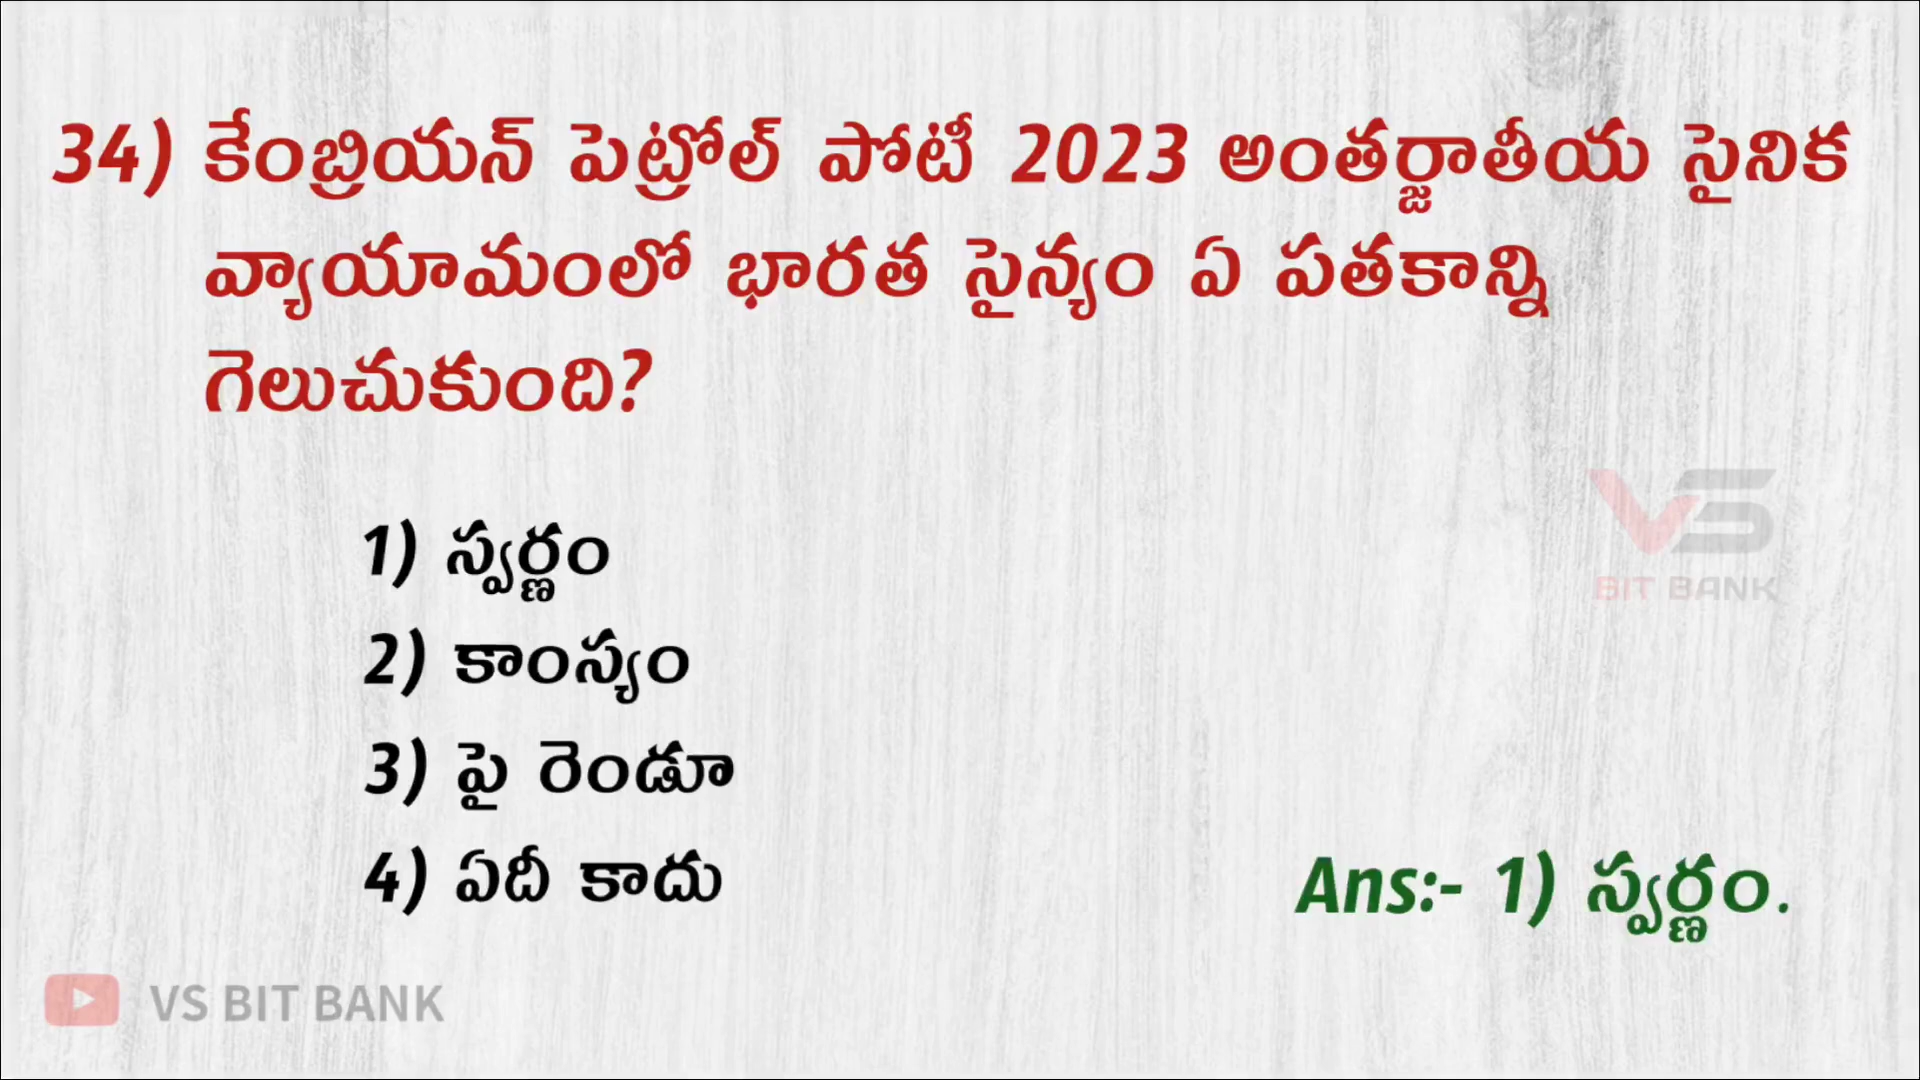 34) కేంబ్రియన్ పెట్రోల్ పోటీ 2023 అంతర్జాతీయ సైనిక
వ్యాయామంలో భారత సైన్యం ఏ పతకాన్ని
గెలుచుకుంది?
VS
BIT BANK
1) స్వర్ణం
2) కాంస్యం
3) పై రెండూ
4) ఏదీ కాదు
Ans:- 1) స్వర్ణం.
VS BIT BANK